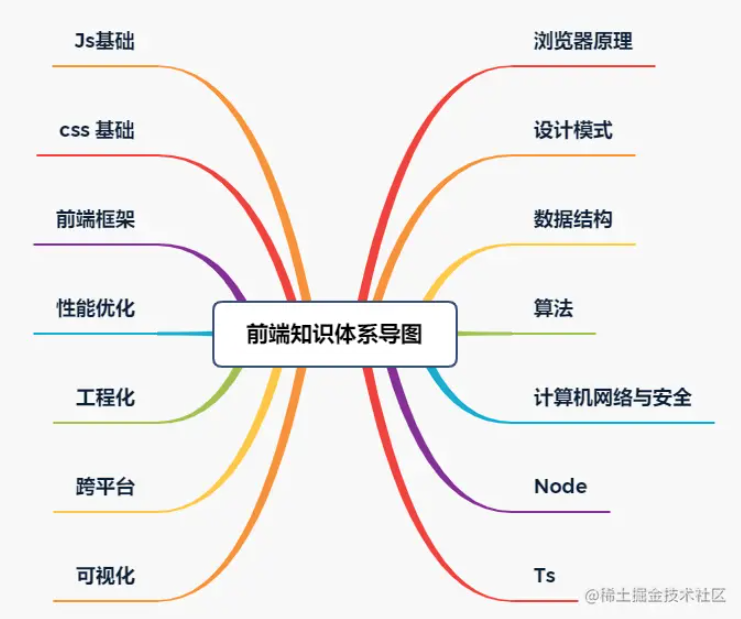 Js基础
css 基础
前端框架
性能优化
工程化
跨平台
可视化
前端知识体系导图
浏览器原理
设计模式
数据结构
算法
计算机网络与安全
Node
Ts
@稀土掘金技术社区